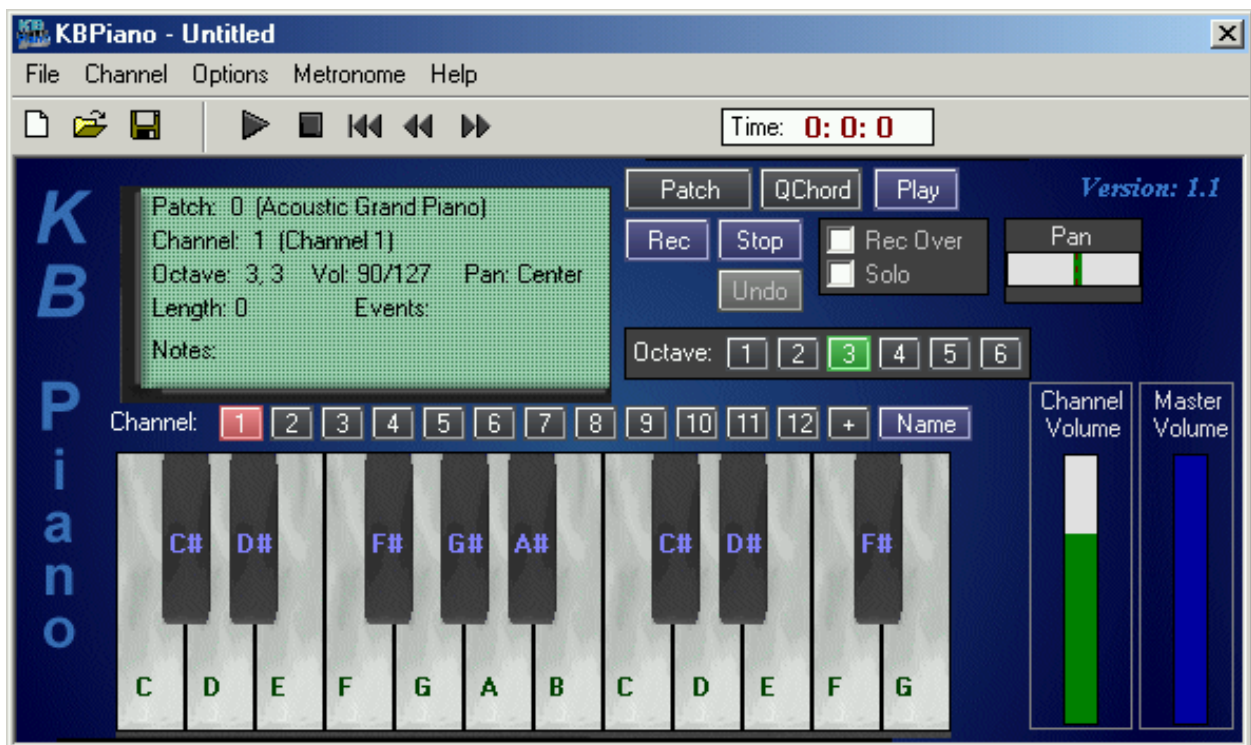 KBPiano - Untitled
File Channel Options Metronome Help
Time: 0: 0: 0
KB Piano
Patch: 0 (Acoustic Grand Piano)
Channel: 1 (Channel 1)
Octave: 3, 3 Vol: 90/127 Pan: Center
Length: 0 Events:
Notes:
Patch QChord Play
Version: 1.1
Rec Stop Rec Over
Undo Solo
Pan
Octave: 1 2 3 4 5 6
Channel: 1 2 3 4 5 6 7 8 9 10 11 12 + Name
Channel Volume
Master Volume
C# D# F# G# A# C# D# F#
C D E F G A B C D E F G